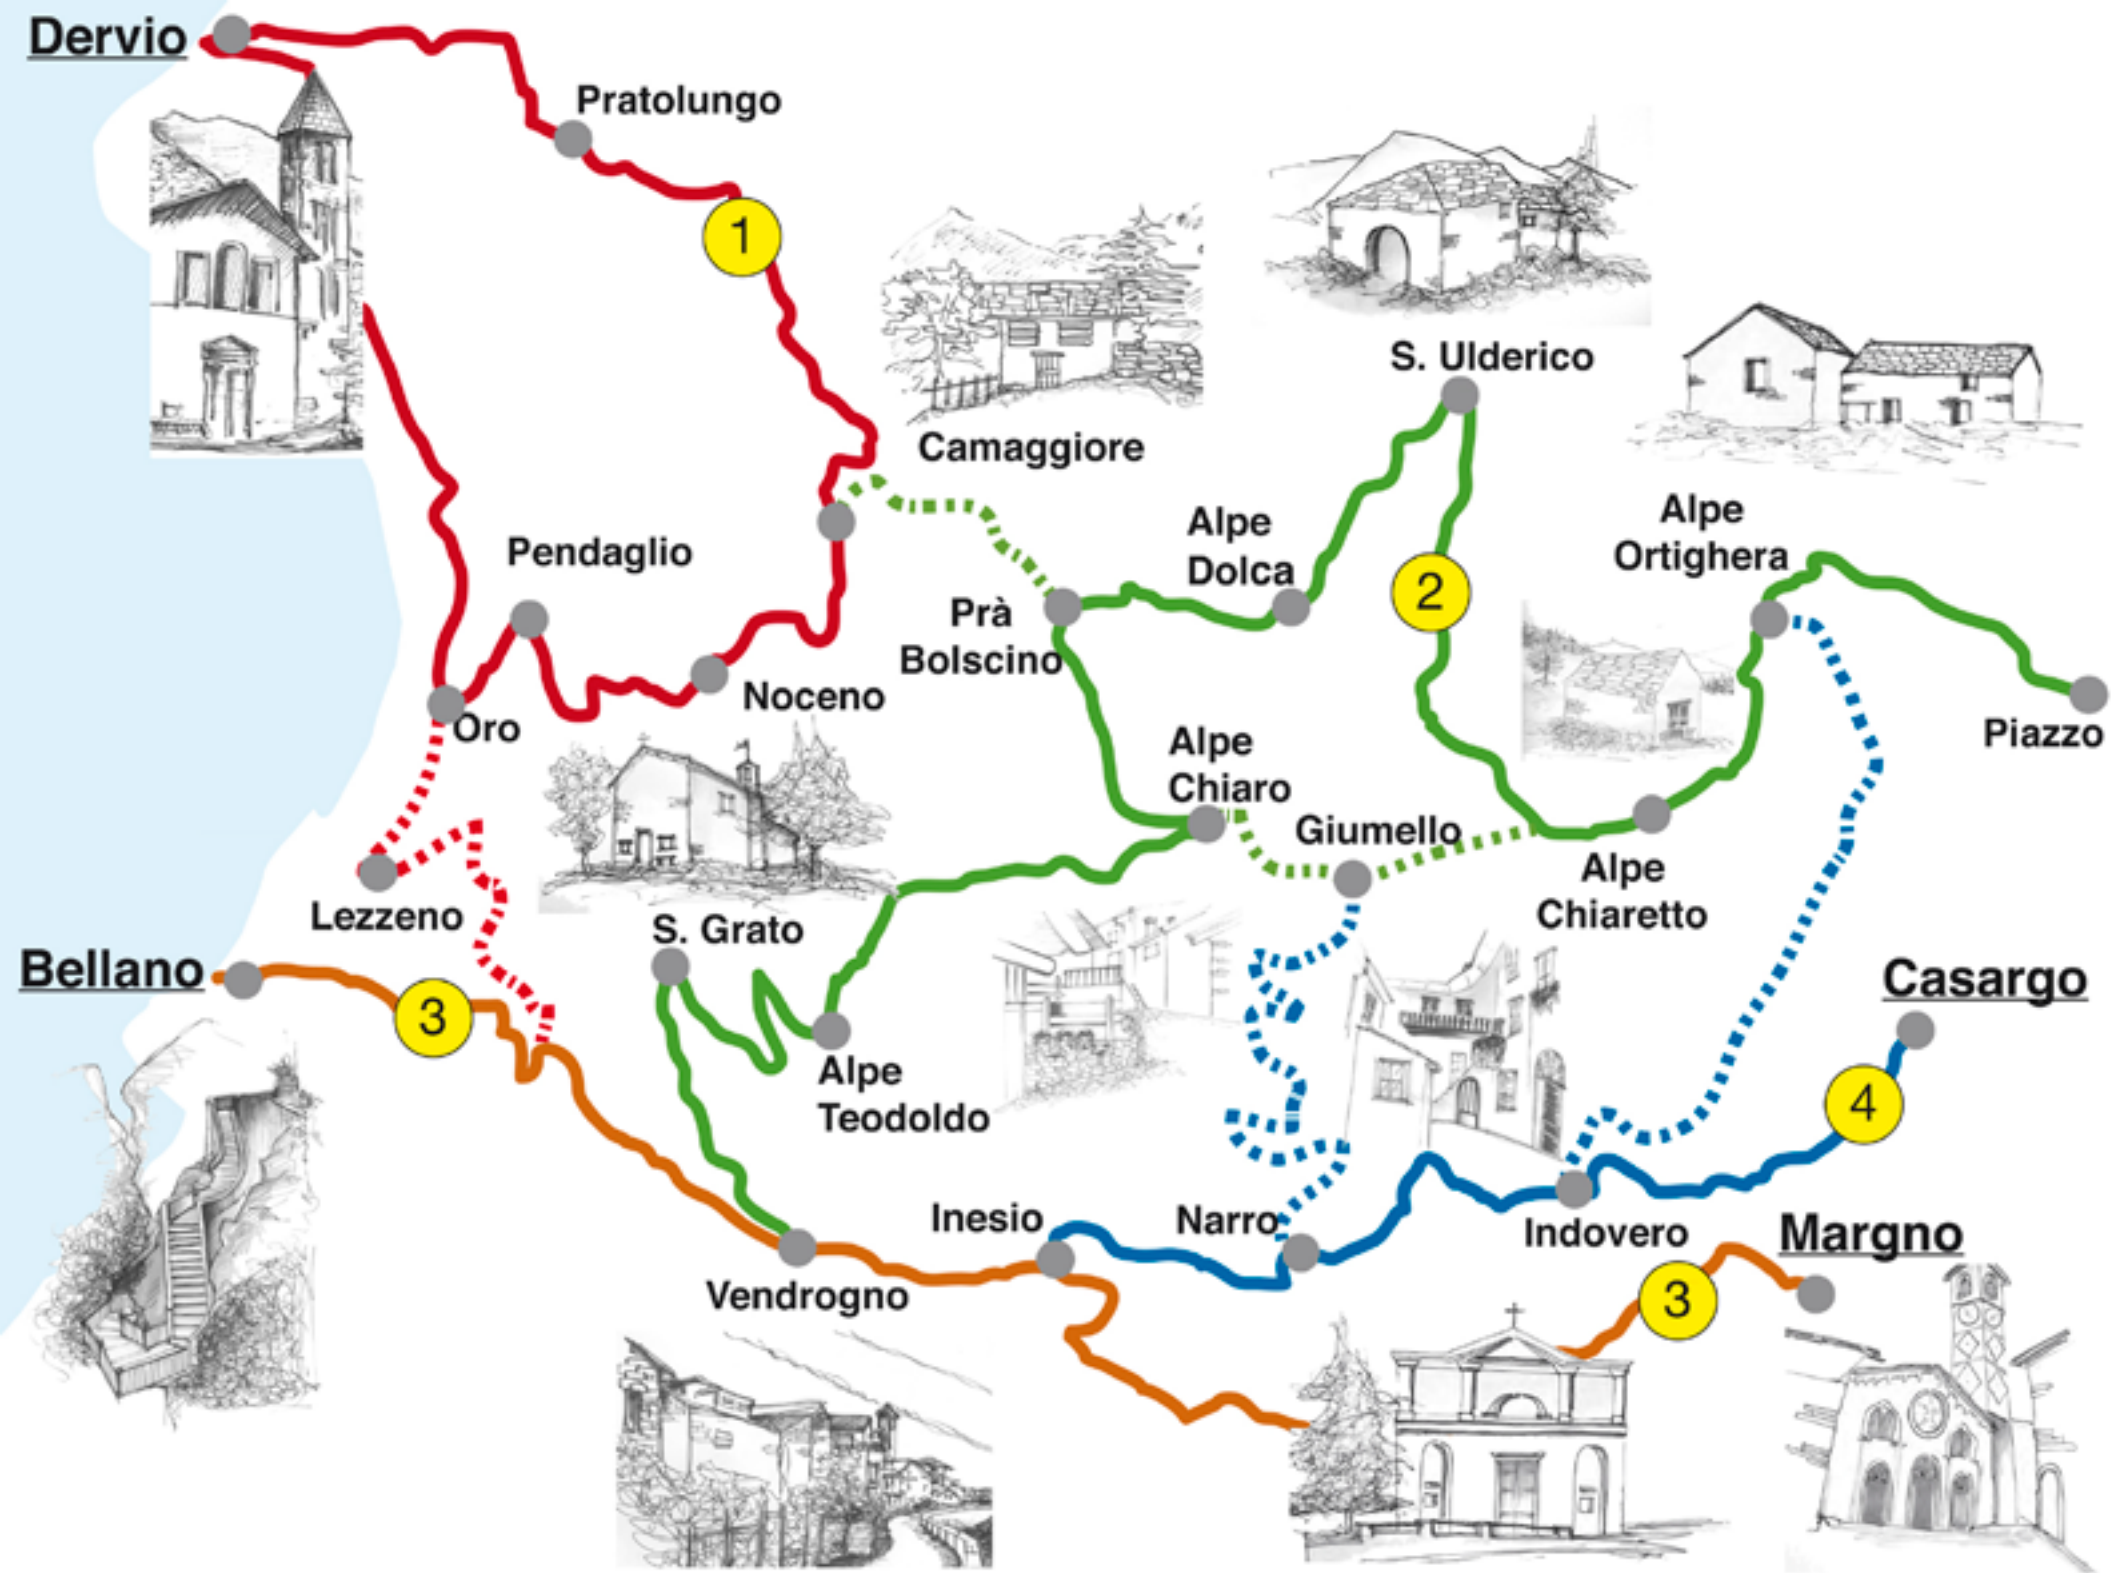 Dervio
Pratolungo
1
Camaggiore
S. Ulderico
Alpe
Ortighera
Alpe
Dolca
Pendaglio
2
Prà
Bolscino
Noceno
Oro
Piazzo
Alpe
Chiaro
Giumello
Alpe
Chiaretto
Lezzeno
S. Grato
Bellano
3
Casargo
Alpe
Teodoldo
4
Inesio
Narro
Indovero
Margno
Vendrogno
3